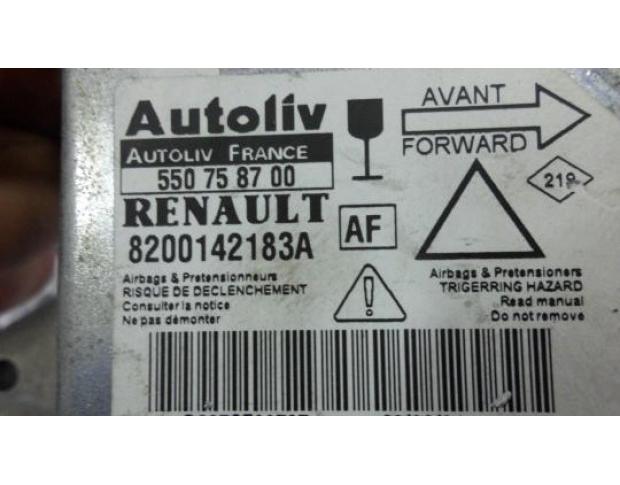 Autoliv
AUTOLIV FRANCE
550 75 87 00
RENAULT
8200142183A
AF
AVANT
FORWARD
Airbags & Pretensionneurs
RISQUE DE DECLENCHEMENT
Consulter la notice
Ne pas démonter
!
Airbags & Pretensioners
TRIGERRING HAZARD
Read manual
Do not remove